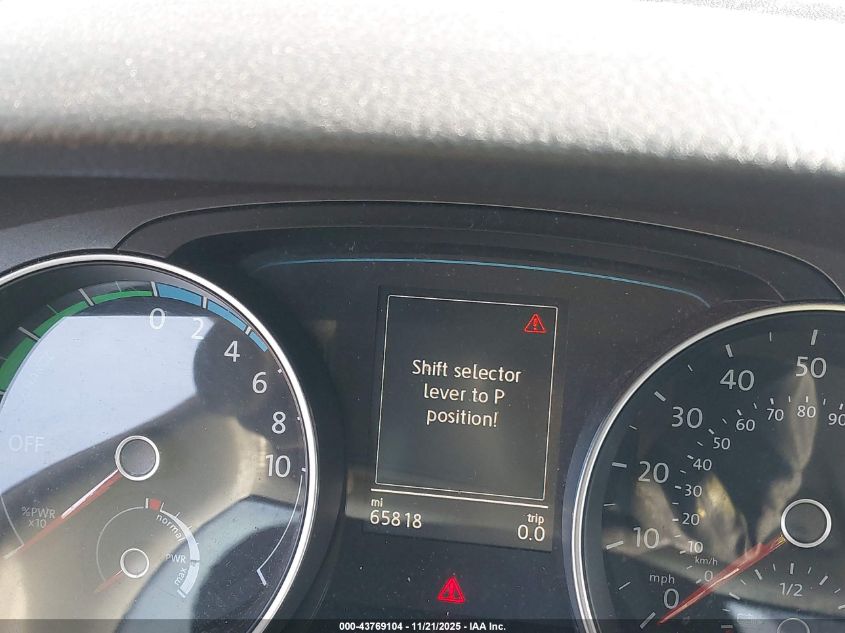 0
2
4
6
8
10
OFF
%PWR
x10
normal
PWR
max
Shift selector
lever to P
position!
mi
65818
trip
0.0
50
40
30
20
10
0
mph
90
80
70
60
50
40
30
20
10
0
km/h
1/2
000-43769104 - 11/21/2025 - IAA Inc.